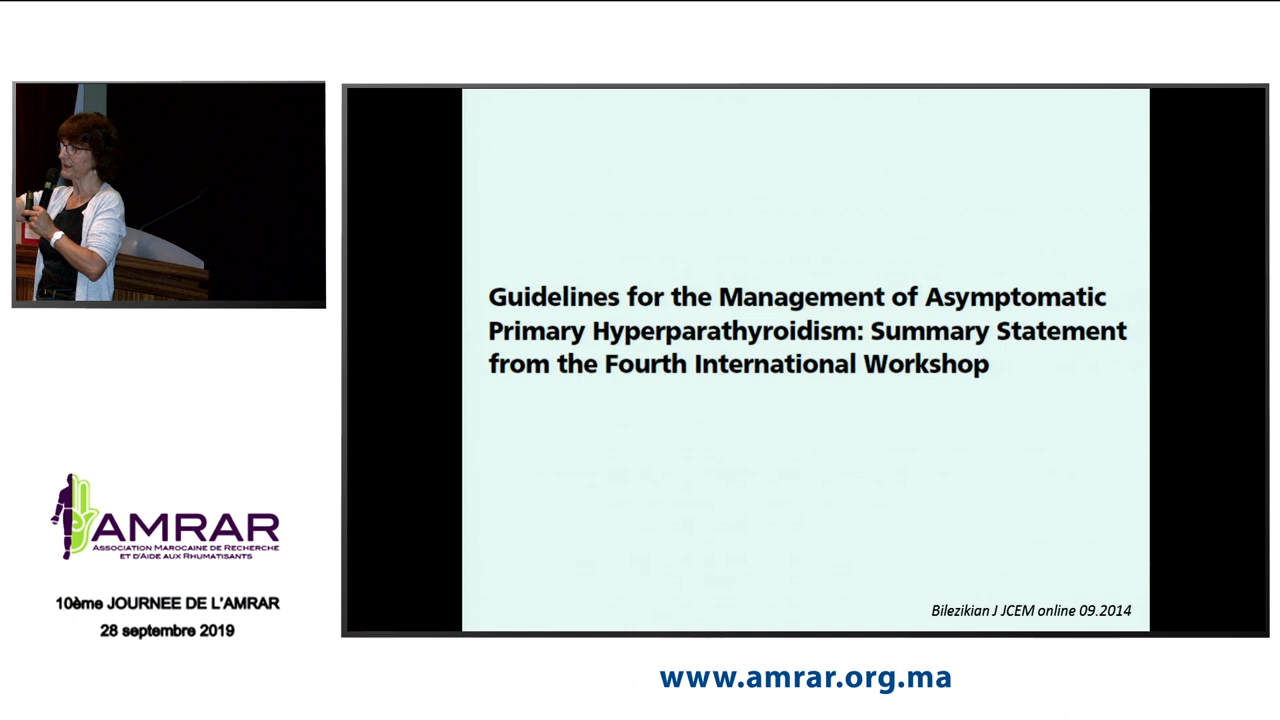 Guidelines for the Management of Asymptomatic
Primary Hyperparathyroidism: Summary Statement
from the Fourth International Workshop
Bilezikian J JCEM online 09.2014
AMRAR
ASSOCIATION MAROCAINE DE RECHERCHE
ET D'AIDE AUX RHUMATISANTS
10ème JOURNEE DE L'AMRAR
28 septembre 2019
www.amrar.org.ma